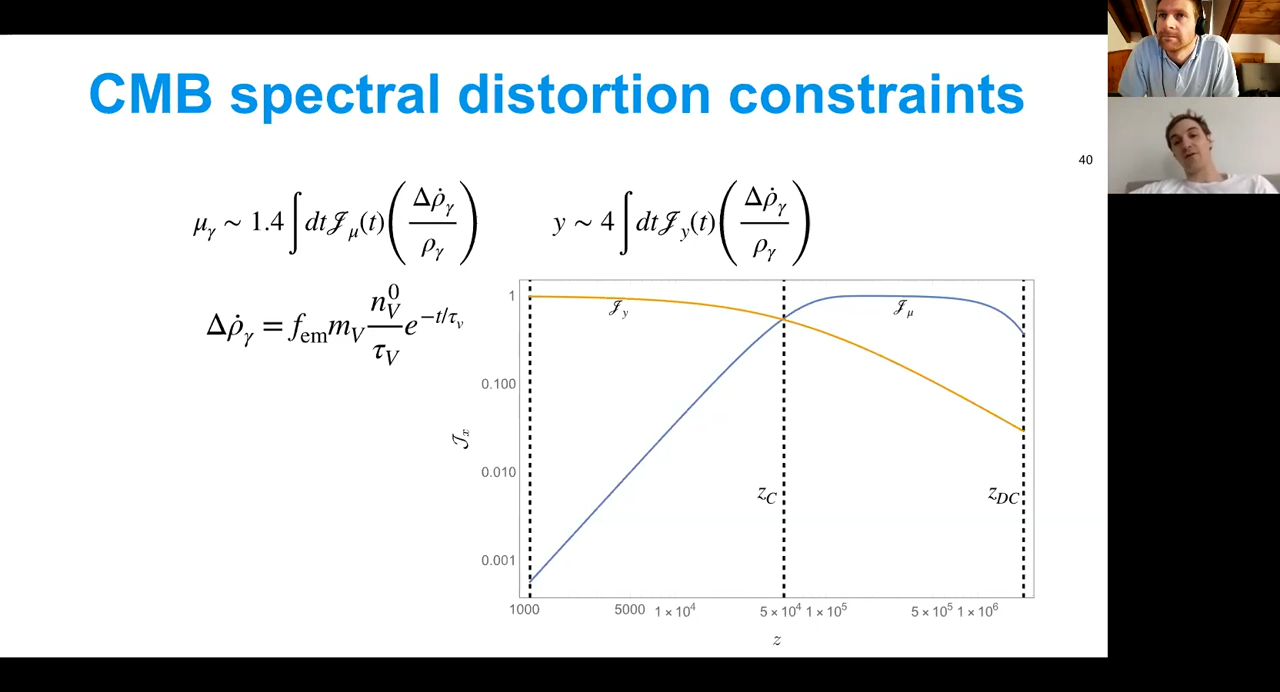 CMB spectral distortion constraints
40
μ_γ ∼ 1.4 ∫ dt 𝒥_μ(t) (Δρ̇_γ / ρ_γ)
y ∼ 4 ∫ dt 𝒥_y(t) (Δρ̇_γ / ρ_γ)
Δρ̇_γ = f_em m_V (n_V^0 / τ_V) e^{−t/τ_v}
1
0.100
0.010
0.001
𝒥_x
𝒥_y
𝒥_μ
z_C
z_DC
1000
5000
1 × 10^4
5 × 10^4
1 × 10^5
5 × 10^5
1 × 10^6
z